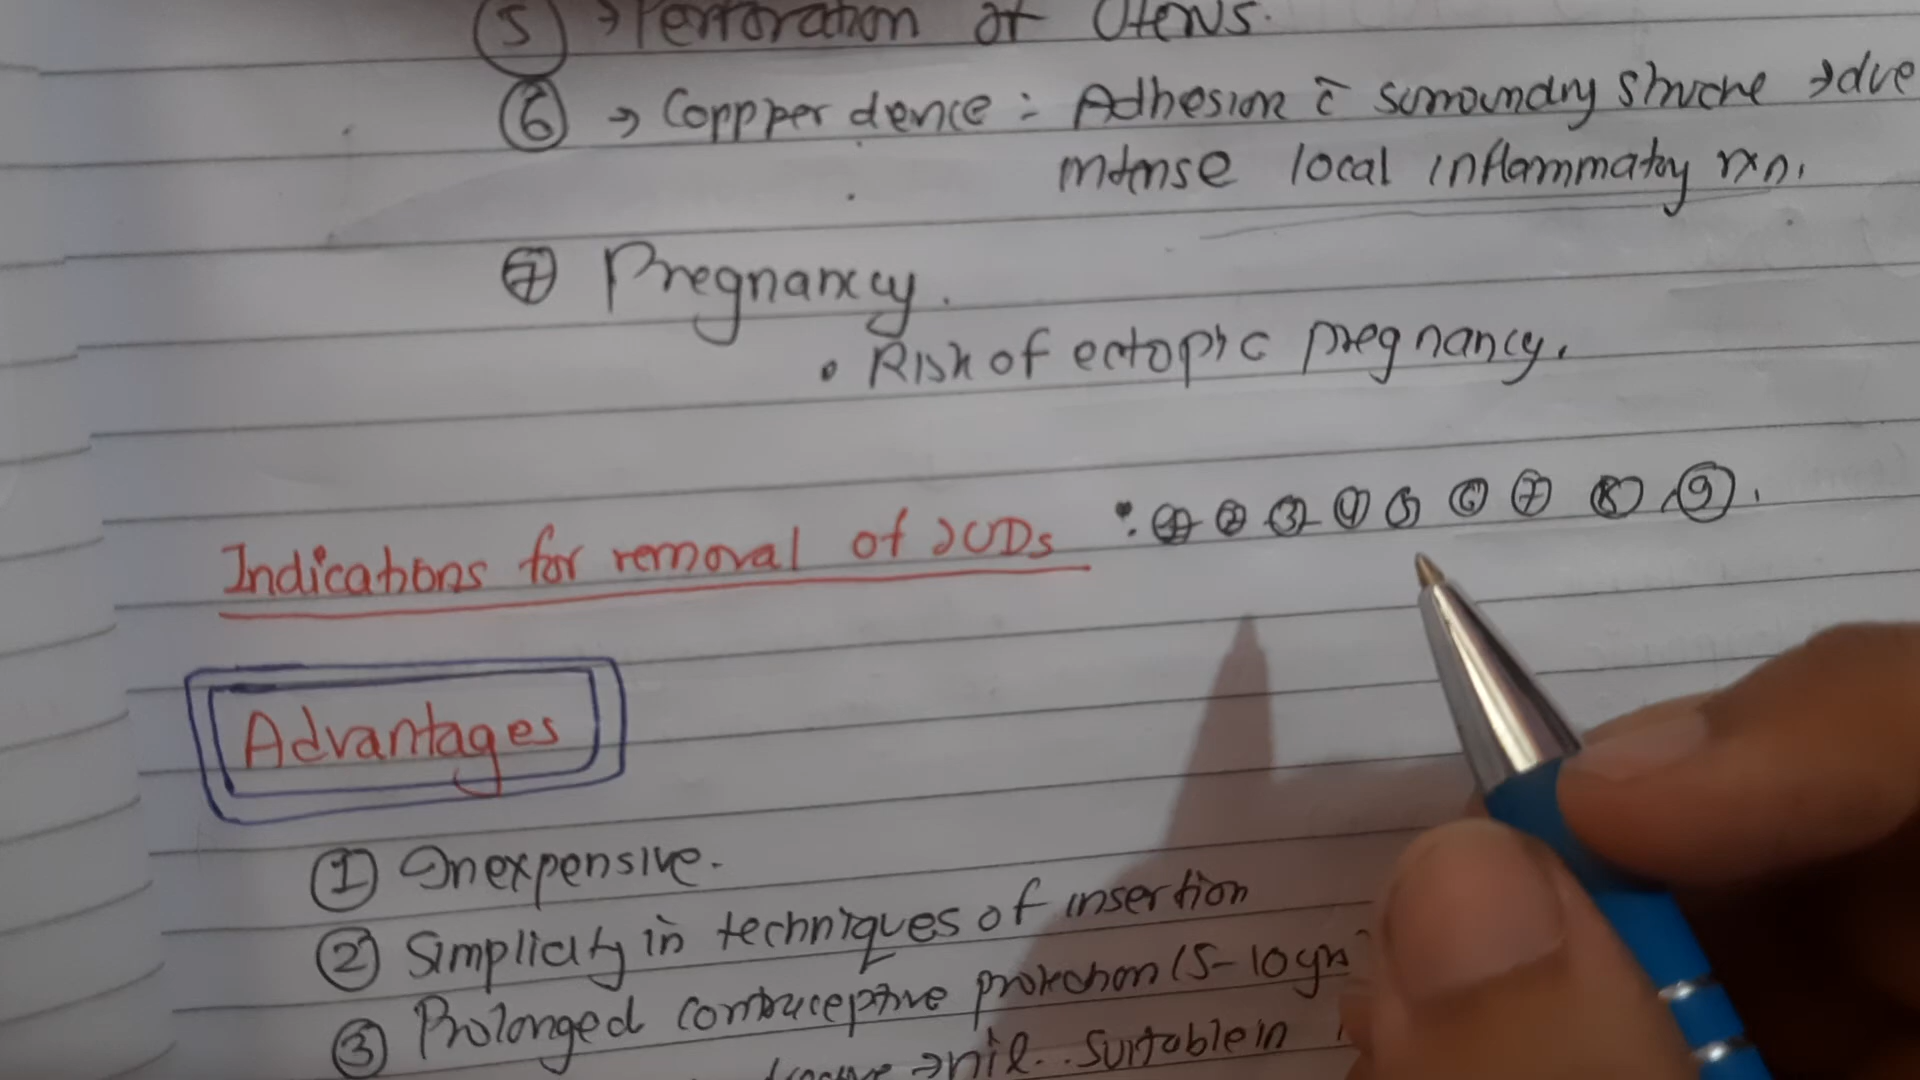 ⑤ → Perforation of Uterus.
⑥ → Coppper device : Adhesion c̄ surrounding structure → due
intense local inflammatory rxn.
⑦ Pregnancy.
• Risk of ectopic pregnancy.
Indications for removal of IUDs : ① ② ③ ④ ⑤ ⑥ ⑦ ⑧ ⑨.
Advantages
① Inexpensive.
② Simplicity in techniques of insertion
③ Prolonged contraceptive protection (5-10 yrs
→ nil.. Suitable in